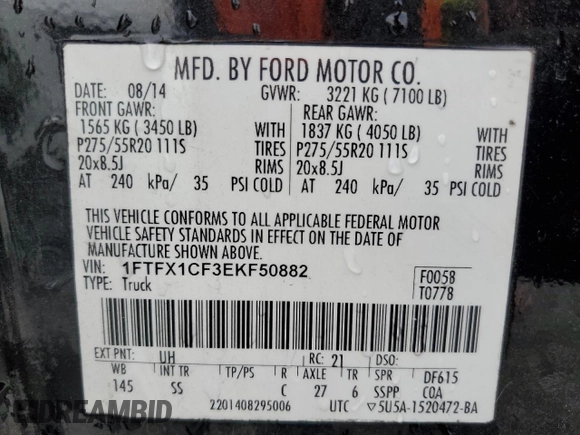 MFD. BY FORD MOTOR CO.
DATE: 08/14 GVWR: 3221 KG ( 7100 LB)
FRONT GAWR: REAR GAWR:
1565 KG ( 3450 LB) WITH 1837 KG ( 4050 LB) WITH
P275/55R20 111S TIRES P275/55R20 111S TIRES
20x8.5J RIMS 20x8.5J RIMS
AT 240 kPa/ 35 PSI COLD AT 240 kPa/ 35 PSI COLD
THIS VEHICLE CONFORMS TO ALL APPLICABLE FEDERAL MOTOR
VEHICLE SAFETY STANDARDS IN EFFECT ON THE DATE OF
MANUFACTURE SHOWN ABOVE.
VIN: 1FTFX1CF3EKF50882 F0058
TYPE: Truck T0778
EXT PNT: UH RC: 21 DSO:
WB INT TR TP/PS R AXLE TR SPR DF615
145 SS C 27 6 SSPP CQA
2201408295006 UTC ▽5U5A-1520472-BA
BIDREAMBID